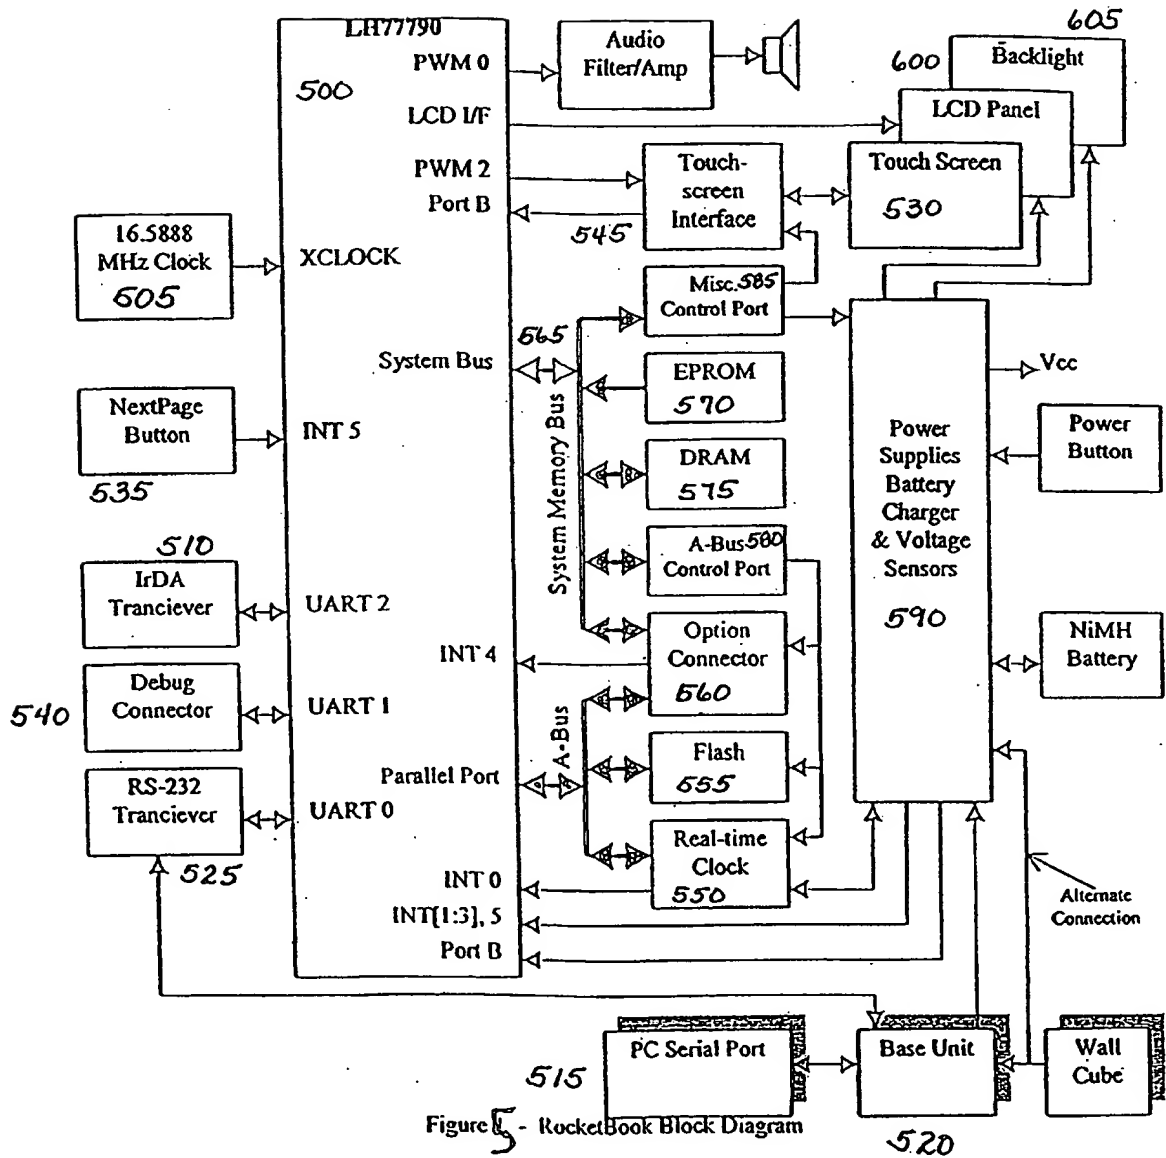 LH77790
500
PWM 0
LCD I/F
PWM 2
Port B
XCLOCK
System Bus
INT 5
UART 2
INT 4
UART 1
Parallel Port
UART 0
INT 0
INT[1:3], 5
Port B
Audio
Filter/Amp
605
Backlight
600
LCD Panel
Touch Screen
530
Touch-
screen
Interface
545
16.5888
MHz Clock
505
Misc. 585
Control Port
565
EPROM
570
System Memory Bus
DRAM
575
A-Bus 580
Control Port
Option
Connector
560
A-Bus
Flash
555
Real-time
Clock
550
NextPage
Button
535
510
IrDA
Tranciever
Debug
Connector
540
RS-232
Tranciever
525
Power
Supplies
Battery
Charger
& Voltage
Sensors
590
Vcc
Power
Button
NiMH
Battery
Alternate
Connection
PC Serial Port
515
Base Unit
520
Wall
Cube
Figure 5 - RocketBook Block Diagram